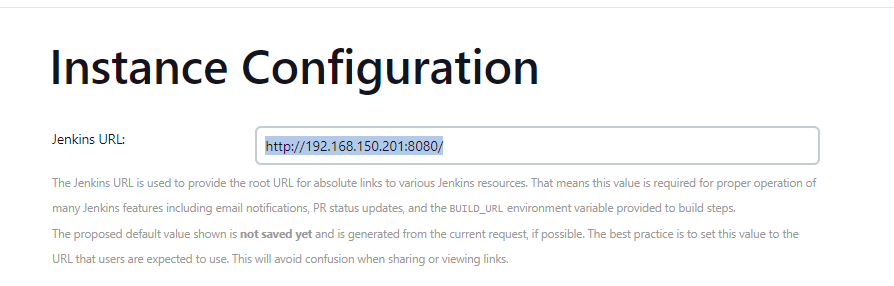 Instance Configuration
Jenkins URL:
http://192.168.150.201:8080/
The Jenkins URL is used to provide the root URL for absolute links to various Jenkins resources. That means this value is required for proper operation of
many Jenkins features including email notifications, PR status updates, and the BUILD_URL environment variable provided to build steps.
The proposed default value shown is not saved yet and is generated from the current request, if possible. The best practice is to set this value to the
URL that users are expected to use. This will avoid confusion when sharing or viewing links.